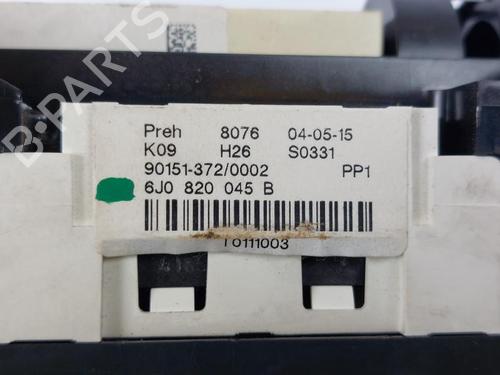 B-PARTS
Preh 8076 04-05-15
K09 H26 S0331
90151-372/0002 PP1
6J0 820 045 B
T0111003